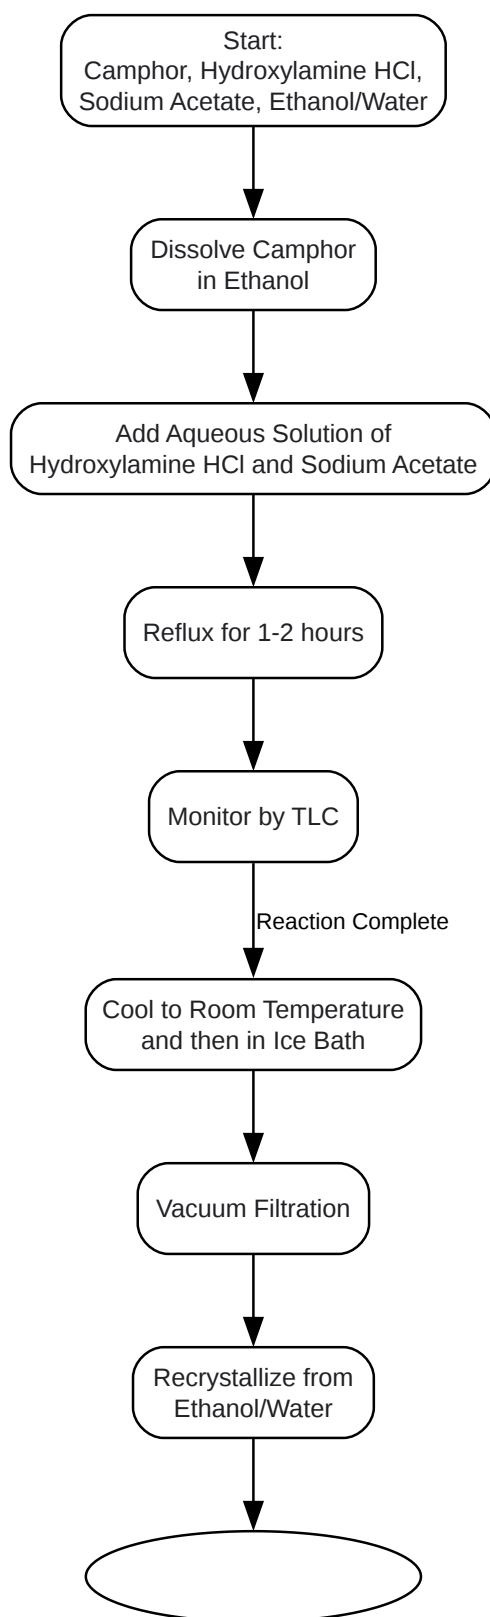 Start:
Camphor, Hydroxylamine HCl,
Sodium Acetate, Ethanol/Water
Dissolve Camphor
in Ethanol
Add Aqueous Solution of
Hydroxylamine HCl and Sodium Acetate
Reflux for 1-2 hours
Monitor by TLC
Reaction Complete
Cool to Room Temperature
and then in Ice Bath
Vacuum Filtration
Recrystallize from
Ethanol/Water